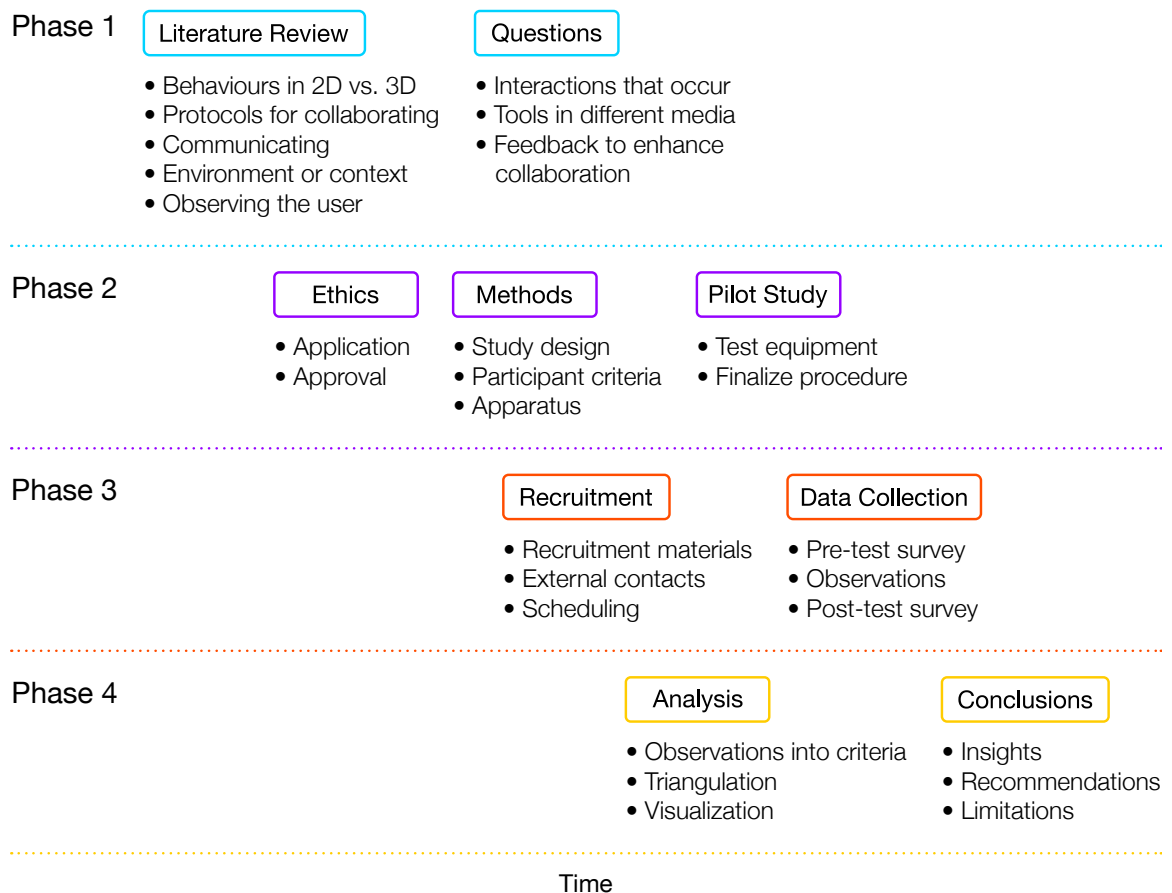 Phase 1
Literature Review
• Behaviours in 2D vs. 3D
• Protocols for collaborating
• Communicating
• Environment or context
• Observing the user
Questions
• Interactions that occur
• Tools in different media
• Feedback to enhance
collaboration
Phase 2
Ethics
• Application
• Approval
Methods
• Study design
• Participant criteria
• Apparatus
Pilot Study
• Test equipment
• Finalize procedure
Phase 3
Recruitment
• Recruitment materials
• External contacts
• Scheduling
Data Collection
• Pre-test survey
• Observations
• Post-test survey
Phase 4
Analysis
• Observations into criteria
• Triangulation
• Visualization
Conclusions
• Insights
• Recommendations
• Limitations
Time